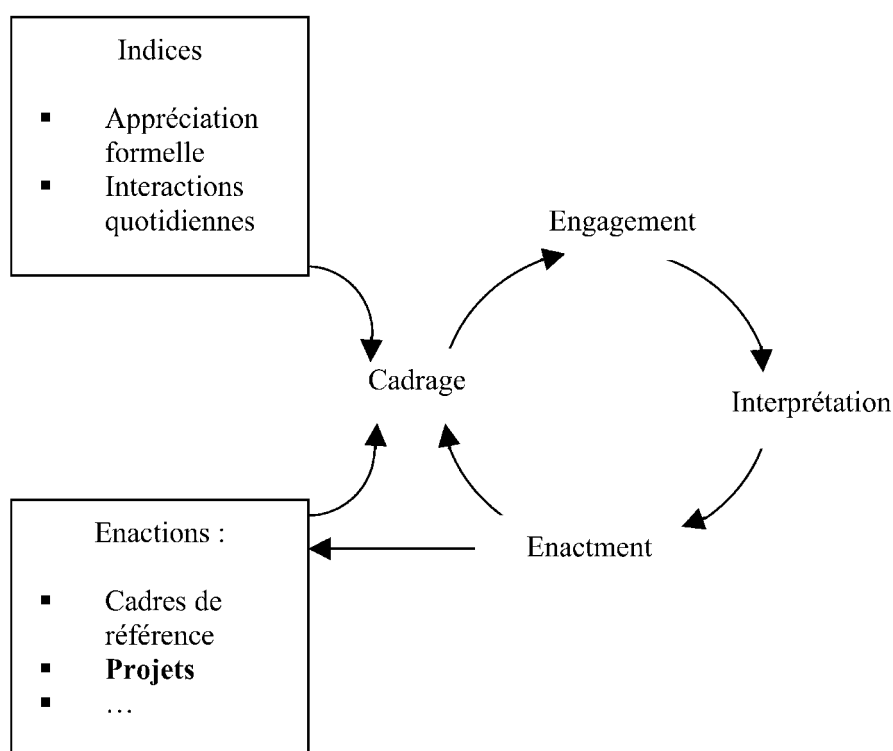 Indices
▪ Appréciation
formelle
▪ Interactions
quotidiennes
Engagement
Cadrage
Interprétation
Enactment
Enactions :
▪ Cadres de
référence
▪ Projets
▪ …